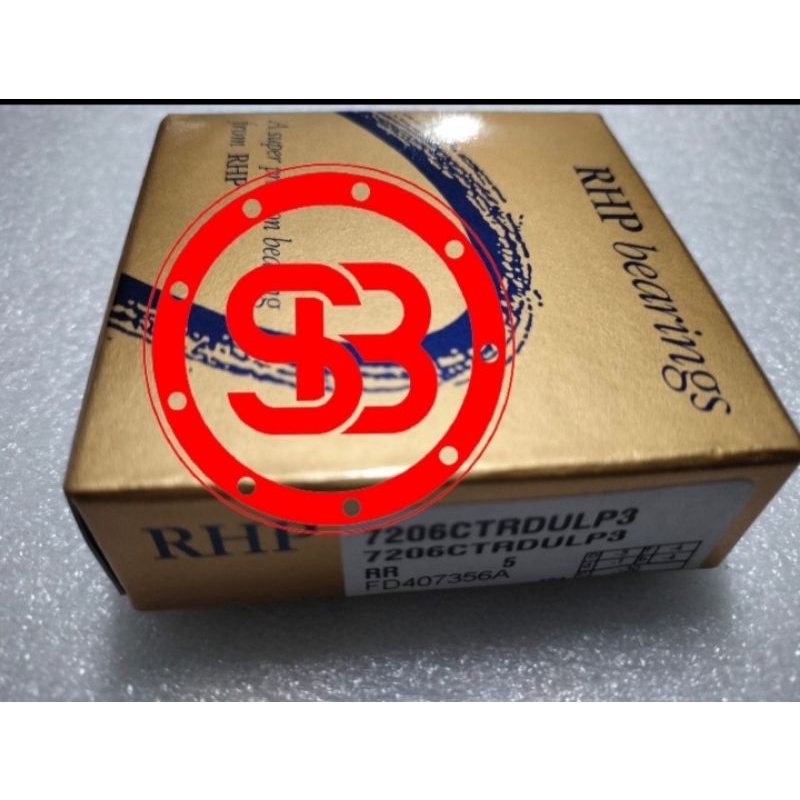 A super precision bearing
from RHP
RHP bearings
SB
RHP
7206CTRDULP3
7206CTRDULP3
RR 5
FD407356A